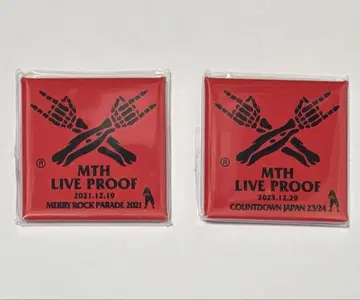 ®
MTH
LIVE PROOF
2021.12.19
MERRY ROCK PARADE 2021
®
MTH
LIVE PROOF
2023.12.29
COUNTDOWN JAPAN 23/24